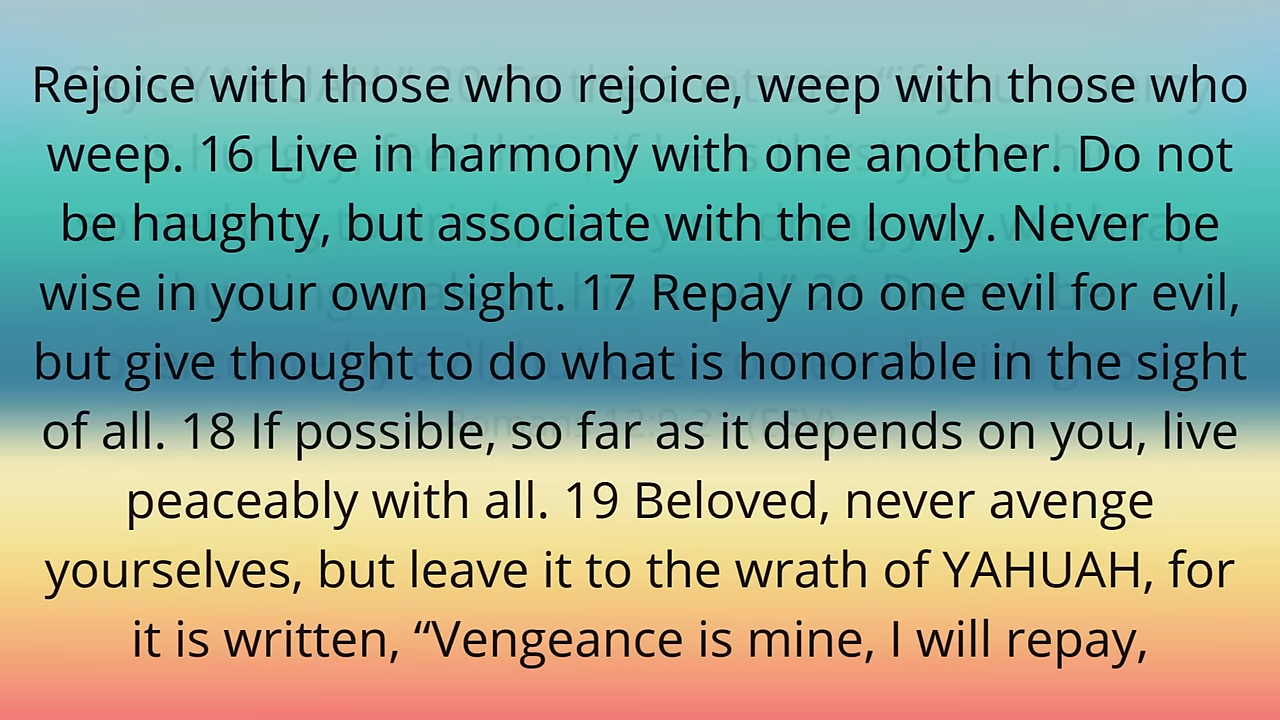 Rejoice with those who rejoice, weep with those who
weep. 16 Live in harmony with one another. Do not
be haughty, but associate with the lowly. Never be
wise in your own sight. 17 Repay no one evil for evil,
but give thought to do what is honorable in the sight
of all. 18 If possible, so far as it depends on you, live
peaceably with all. 19 Beloved, never avenge
yourselves, but leave it to the wrath of YAHUAH, for
it is written, “Vengeance is mine, I will repay,